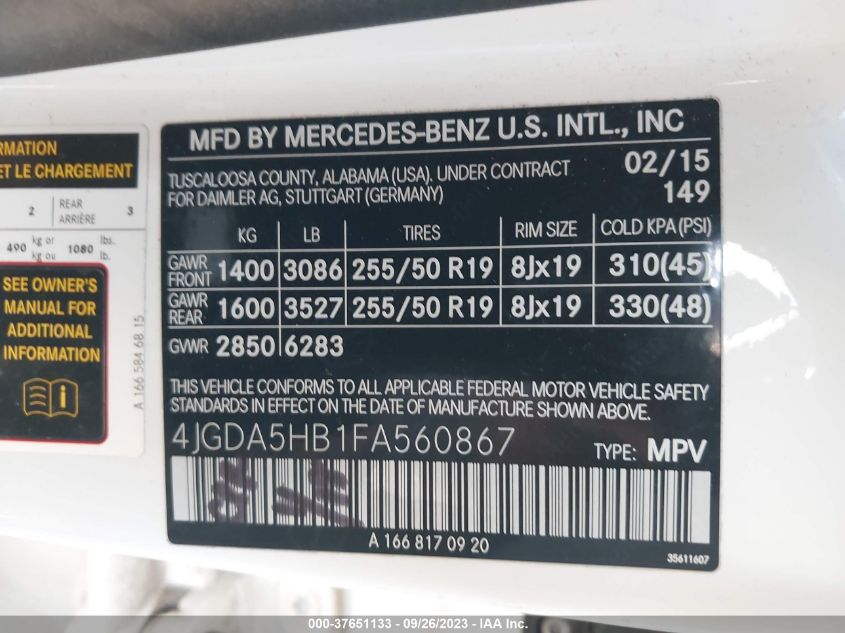 RMATION
ET LE CHARGEMENT
2 REAR ARRIÈRE 3
490 kg or kg ou 1080 lbs. lb.
SEE OWNER'S
MANUAL FOR
ADDITIONAL
INFORMATION
A 166 584 68 15
MFD BY MERCEDES-BENZ U.S. INTL., INC
TUSCALOOSA COUNTY, ALABAMA (USA). UNDER CONTRACT
FOR DAIMLER AG, STUTTGART (GERMANY)
02/15
149
KG LB TIRES RIM SIZE COLD KPA (PSI)
GAWR FRONT 1400 3086 255/50 R19 8Jx19 310(45)
GAWR REAR 1600 3527 255/50 R19 8Jx19 330(48)
GVWR 2850 6283
THIS VEHICLE CONFORMS TO ALL APPLICABLE FEDERAL MOTOR VEHICLE SAFETY
STANDARDS IN EFFECT ON THE DATE OF MANUFACTURE SHOWN ABOVE.
4JGDA5HB1FA560867
TYPE: MPV
A 166 817 09 20
35611607
000-37651133 - 09/26/2023 - © IAA Inc.